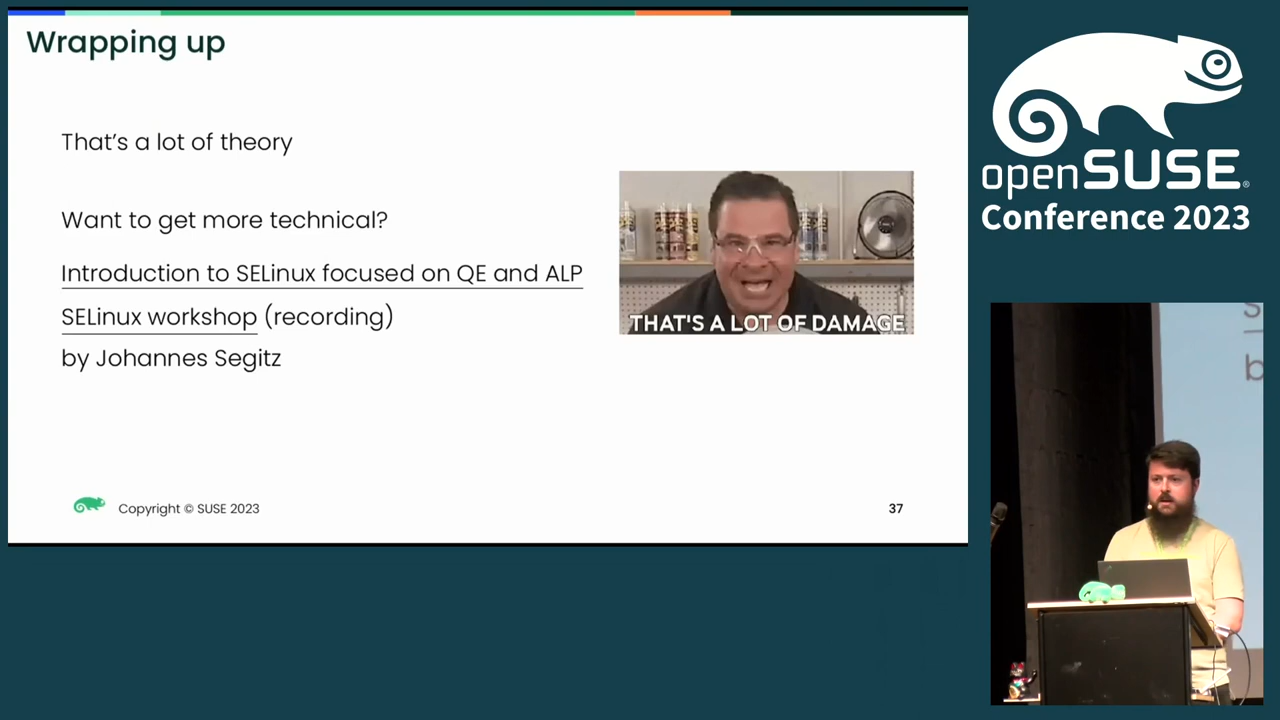 Wrapping up
That's a lot of theory
Want to get more technical?
Introduction to SELinux focused on QE and ALP
SELinux workshop (recording)
by Johannes Segitz
THAT'S A LOT OF DAMAGE
Copyright © SUSE 2023
37
openSUSE®
Conference 2023